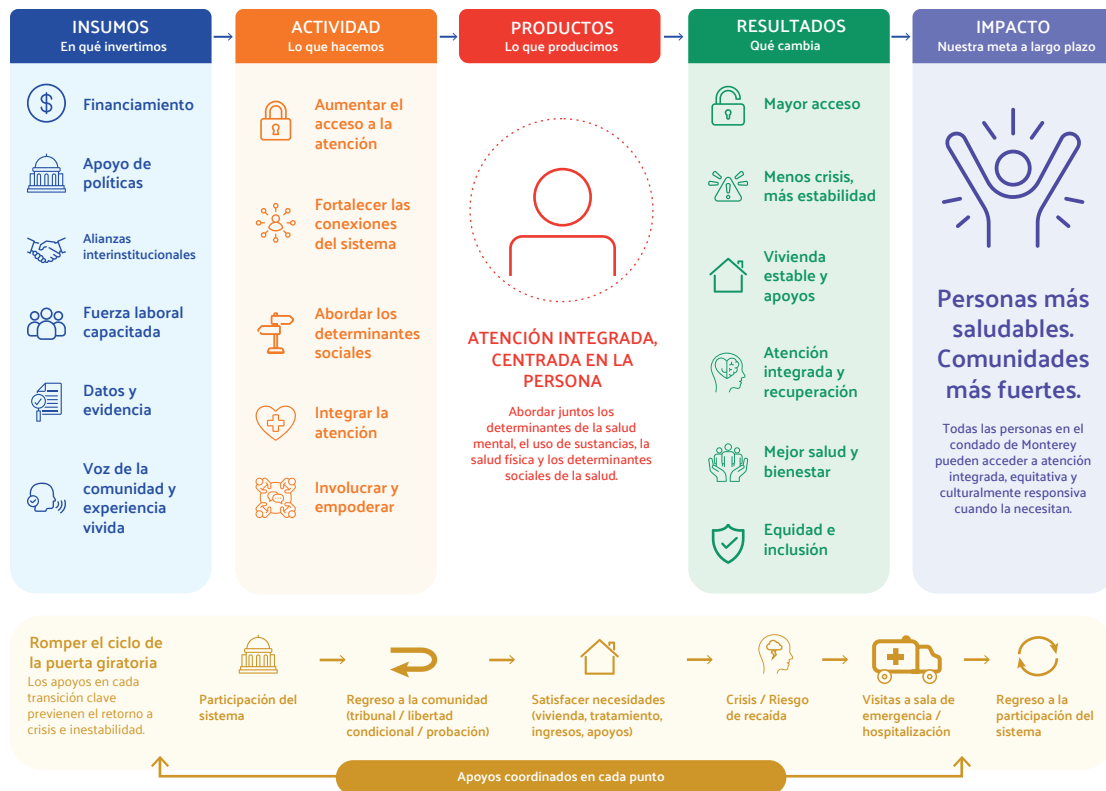 INSUMOS
En qué invertimos
Financiamiento
Apoyo de
políticas
Alianzas
interinstitucionales
Fuerza laboral
capacitada
Datos y
evidencia
Voz de la
comunidad y
experiencia
vivida
ACTIVIDAD
Lo que hacemos
Aumentar el
acceso a la
atención
Fortalecer las
conexiones
del sistema
Abordar los
determinantes
sociales
Integrar la
atención
Involucrar y
empoderar
PRODUCTOS
Lo que producimos
ATENCIÓN INTEGRADA,
CENTRADA EN LA
PERSONA
Abordar juntos los
determinantes de la salud
mental, el uso de sustancias, la
salud física y los determinantes
sociales de la salud.
RESULTADOS
Qué cambia
Mayor acceso
Menos crisis,
más estabilidad
Vivienda
estable y
apoyos
Atención
integrada y
recuperación
Mejor salud y
bienestar
Equidad e
inclusión
IMPACTO
Nuestra meta a largo plazo
Personas más
saludables.
Comunidades
más fuertes.
Todas las personas en el
condado de Monterey
pueden acceder a atención
integrada, equitativa y
culturalmente responsiva
cuando la necesitan.
Romper el ciclo de
la puerta giratoria
Los apoyos en cada
transición clave
previenen el retorno a
crisis e inestabilidad.
Participación del
sistema
Regreso a la comunidad
(tribunal / libertad
condicional / probación)
Satisfacer necesidades
(vivienda, tratamiento,
ingresos, apoyos)
Crisis / Riesgo
de recaída
Visitas a sala de
emergencia /
hospitalización
Regreso a la
participación del
sistema
Apoyos coordinados en cada punto